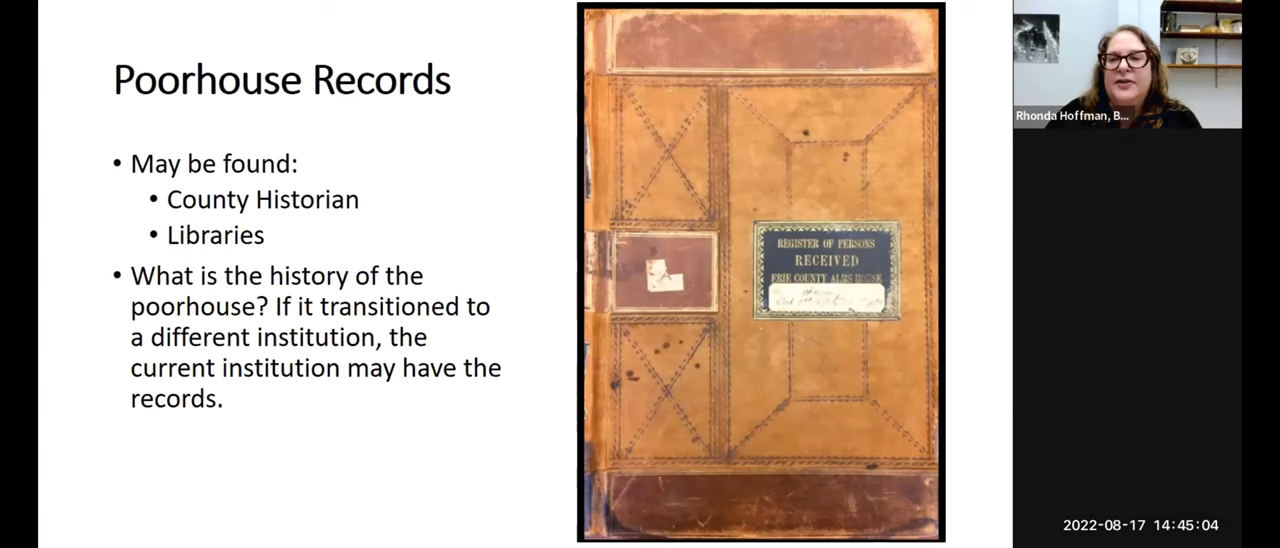 Poorhouse Records
• May be found:
• County Historian
• Libraries
• What is the history of the
poorhouse? If it transitioned to
a different institution, the
current institution may have the
records.
REGISTER OF PERSONS
RECEIVED
ERIE COUNTY ALMS HOUSE
Rhonda Hoffman, B...
2022-08-17 14:45:04